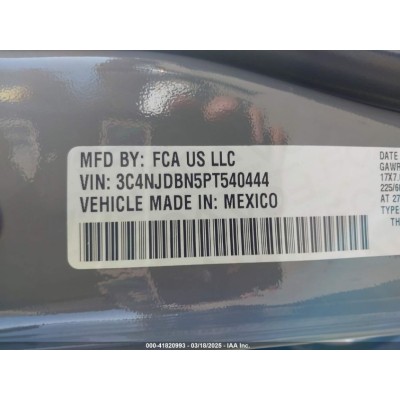 MFD BY: FCA US LLC
VIN: 3C4NJDBN5PT540444
VEHICLE MADE IN: MEXICO
DATE
GAWR
17X7.
225/60
AT 27
TYPE
TH
000-41820993 / 03/18/2025 - IAA Inc.